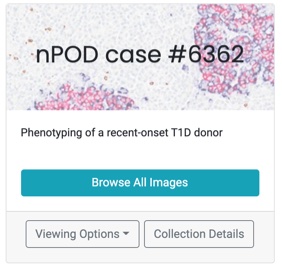 nPOD case #6362
Phenotyping of a recent-onset T1D donor
Browse All Images
Viewing Options
Collection Details